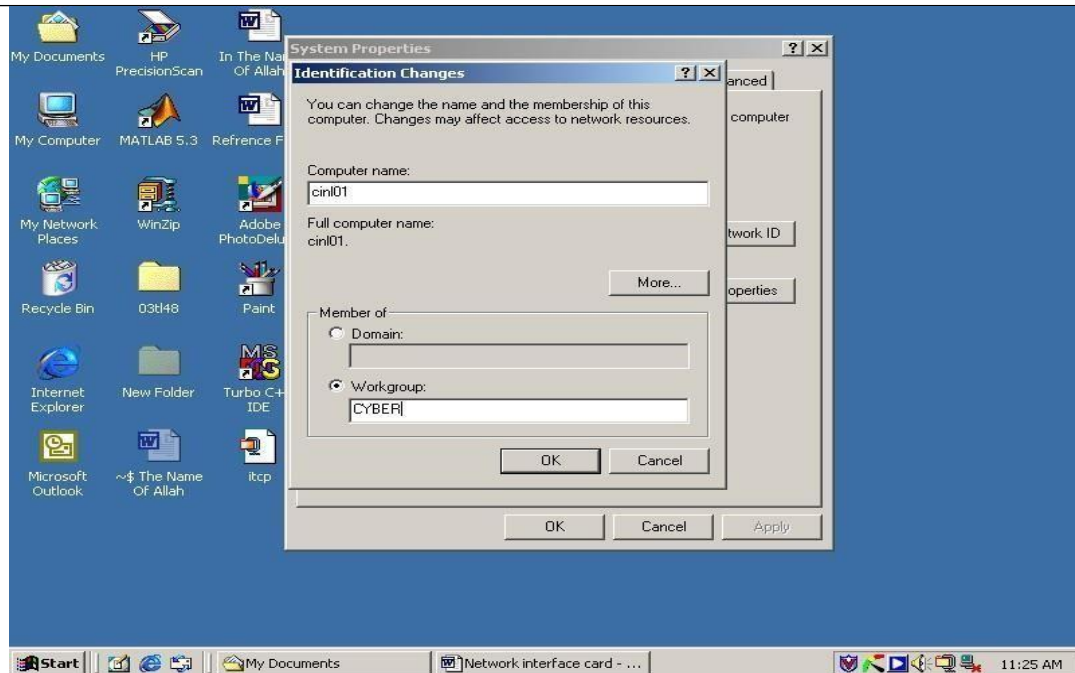 My Documents
HP
PrecisionScan
In The Na
Of Allah
My Computer
MATLAB 5.3
Refrence F
My Network
Places
WinZip
Adobe
PhotoDelu
Recycle Bin
03tl48
Paint
Internet
Explorer
New Folder
Turbo C+
IDE
Microsoft
Outlook
~$ The Name
Of Allah
itcp
System Properties
anced
computer
twork ID
operties
Identification Changes
You can change the name and the membership of this
computer. Changes may affect access to network resources.
Computer name:
cinl01
Full computer name:
cinl01.
More...
Member of
Domain:
Workgroup:
CYBER
OK Cancel
OK Cancel Apply
Start
My Documents
Network interface card - ...
11:25 AM